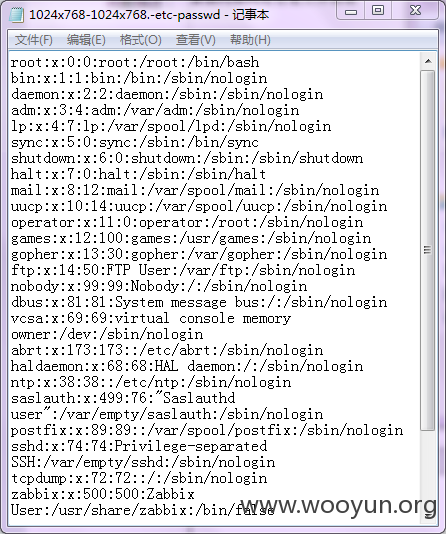 1024x768-1024x768.-etc-passwd - 记事本
文件(F) 编辑(E) 格式(O) 查看(V) 帮助(H)
root:x:0:0:root:/root:/bin/bash
bin:x:1:1:bin:/bin:/sbin/nologin
daemon:x:2:2:daemon:/sbin:/sbin/nologin
adm:x:3:4:adm:/var/adm:/sbin/nologin
lp:x:4:7:lp:/var/spool/lpd:/sbin/nologin
sync:x:5:0:sync:/sbin:/bin/sync
shutdown:x:6:0:shutdown:/sbin:/sbin/shutdown
halt:x:7:0:halt:/sbin:/sbin/halt
mail:x:8:12:mail:/var/spool/mail:/sbin/nologin
uucp:x:10:14:uucp:/var/spool/uucp:/sbin/nologin
operator:x:11:0:operator:/root:/sbin/nologin
games:x:12:100:games:/usr/games:/sbin/nologin
gopher:x:13:30:gopher:/var/gopher:/sbin/nologin
ftp:x:14:50:FTP User:/var/ftp:/sbin/nologin
nobody:x:99:99:Nobody:/:/sbin/nologin
dbus:x:81:81:System message bus:/:/sbin/nologin
vcsa:x:69:69:virtual console memory
owner:/dev:/sbin/nologin
abrt:x:173:173::/etc/abrt:/sbin/nologin
haldaemon:x:68:68:HAL daemon:/:/sbin/nologin
ntp:x:38:38::/etc/ntp:/sbin/nologin
saslauth:x:499:76:"Saslauthd
user":/var/empty/saslauth:/sbin/nologin
postfix:x:89:89::/var/spool/postfix:/sbin/nologin
sshd:x:74:74:Privilege-separated
SSH:/var/empty/sshd:/sbin/nologin
tcpdump:x:72:72::/:/sbin/nologin
zabbix:x:500:500:Zabbix
User:/usr/share/zabbix:/bin/false
www.wooyun.org